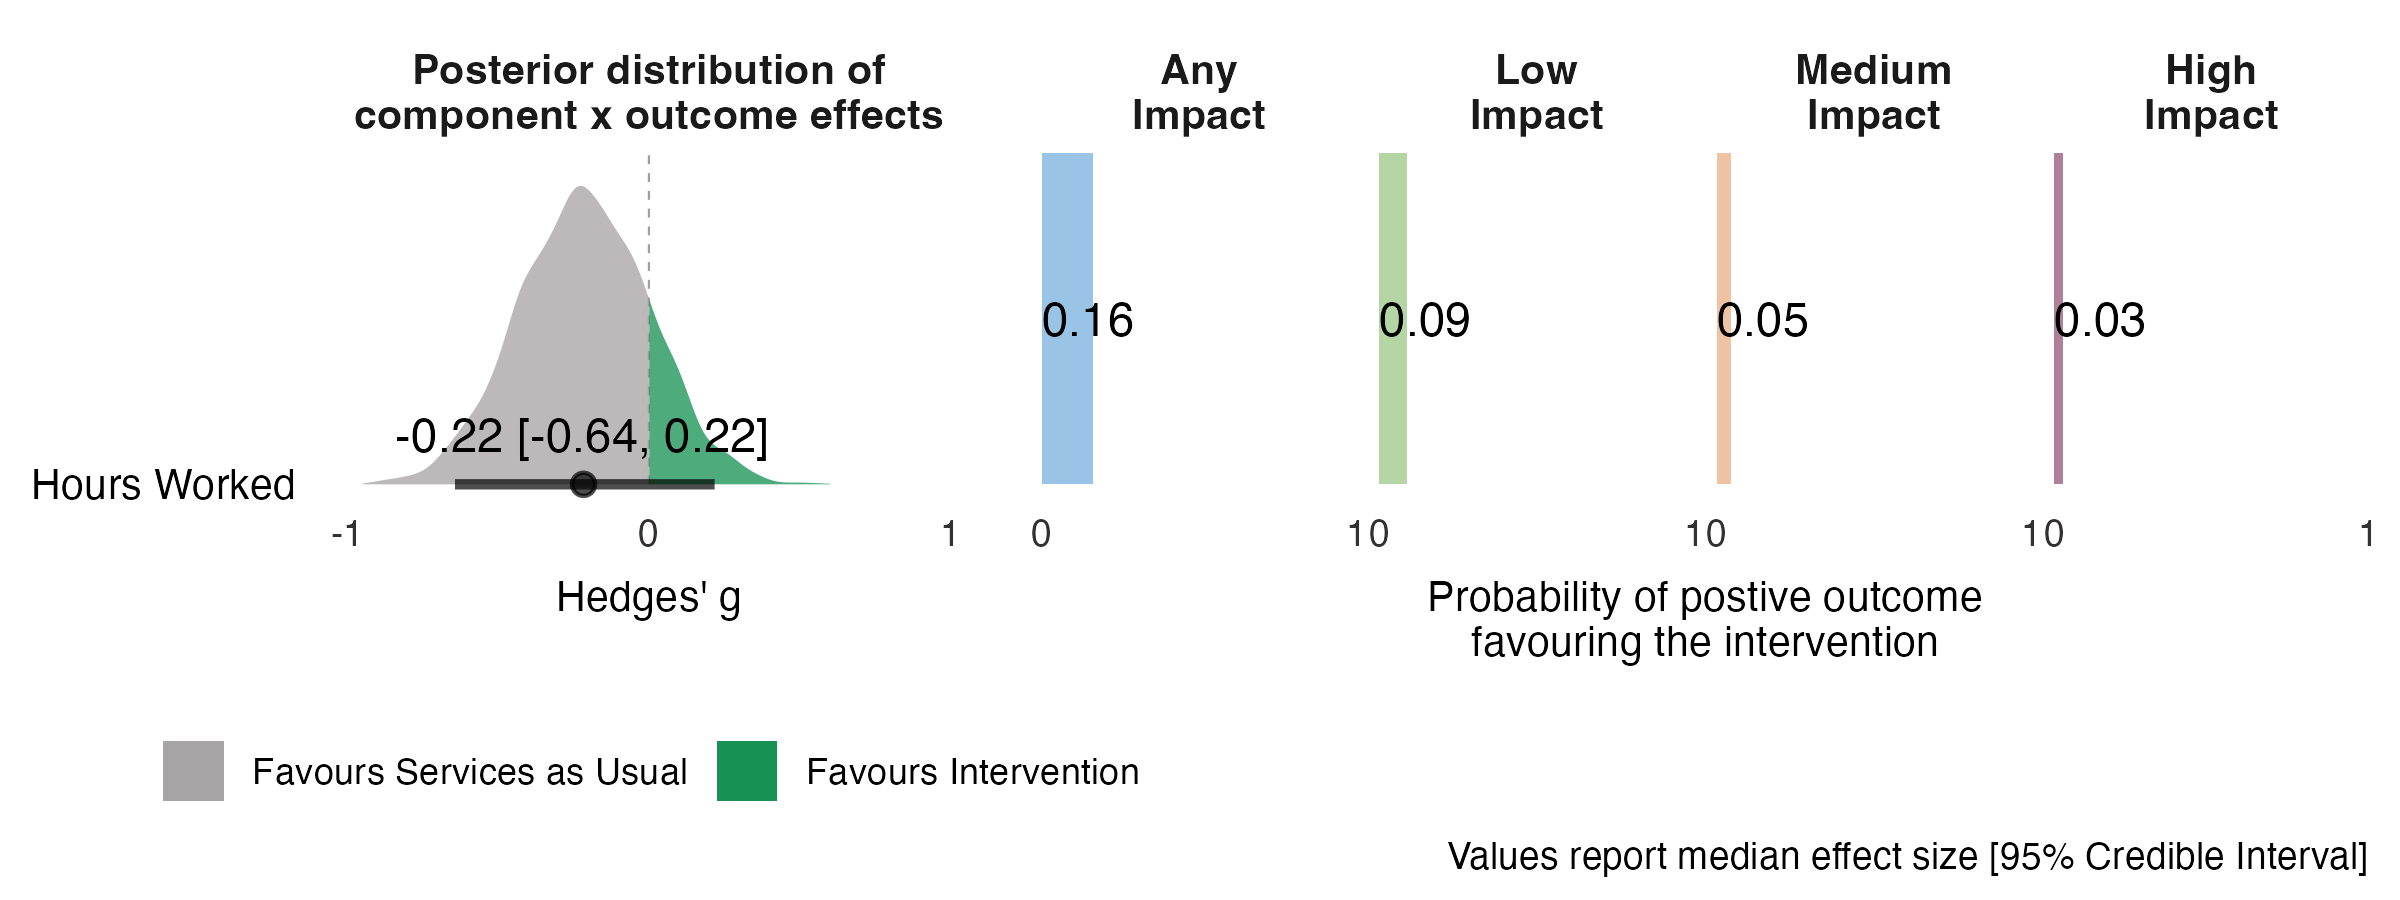 Posterior distribution of
component x outcome effects
Any
Impact
Low
Impact
Medium
Impact
High
Impact
0.16
0.09
0.05
0.03
-0.22 [-0.64, 0.22]
Hours Worked
-1 0 1 0 10 10 10 1
Hedges' g
Probability of postive outcome
favouring the intervention
Favours Services as Usual
Favours Intervention
Values report median effect size [95% Credible Interval]